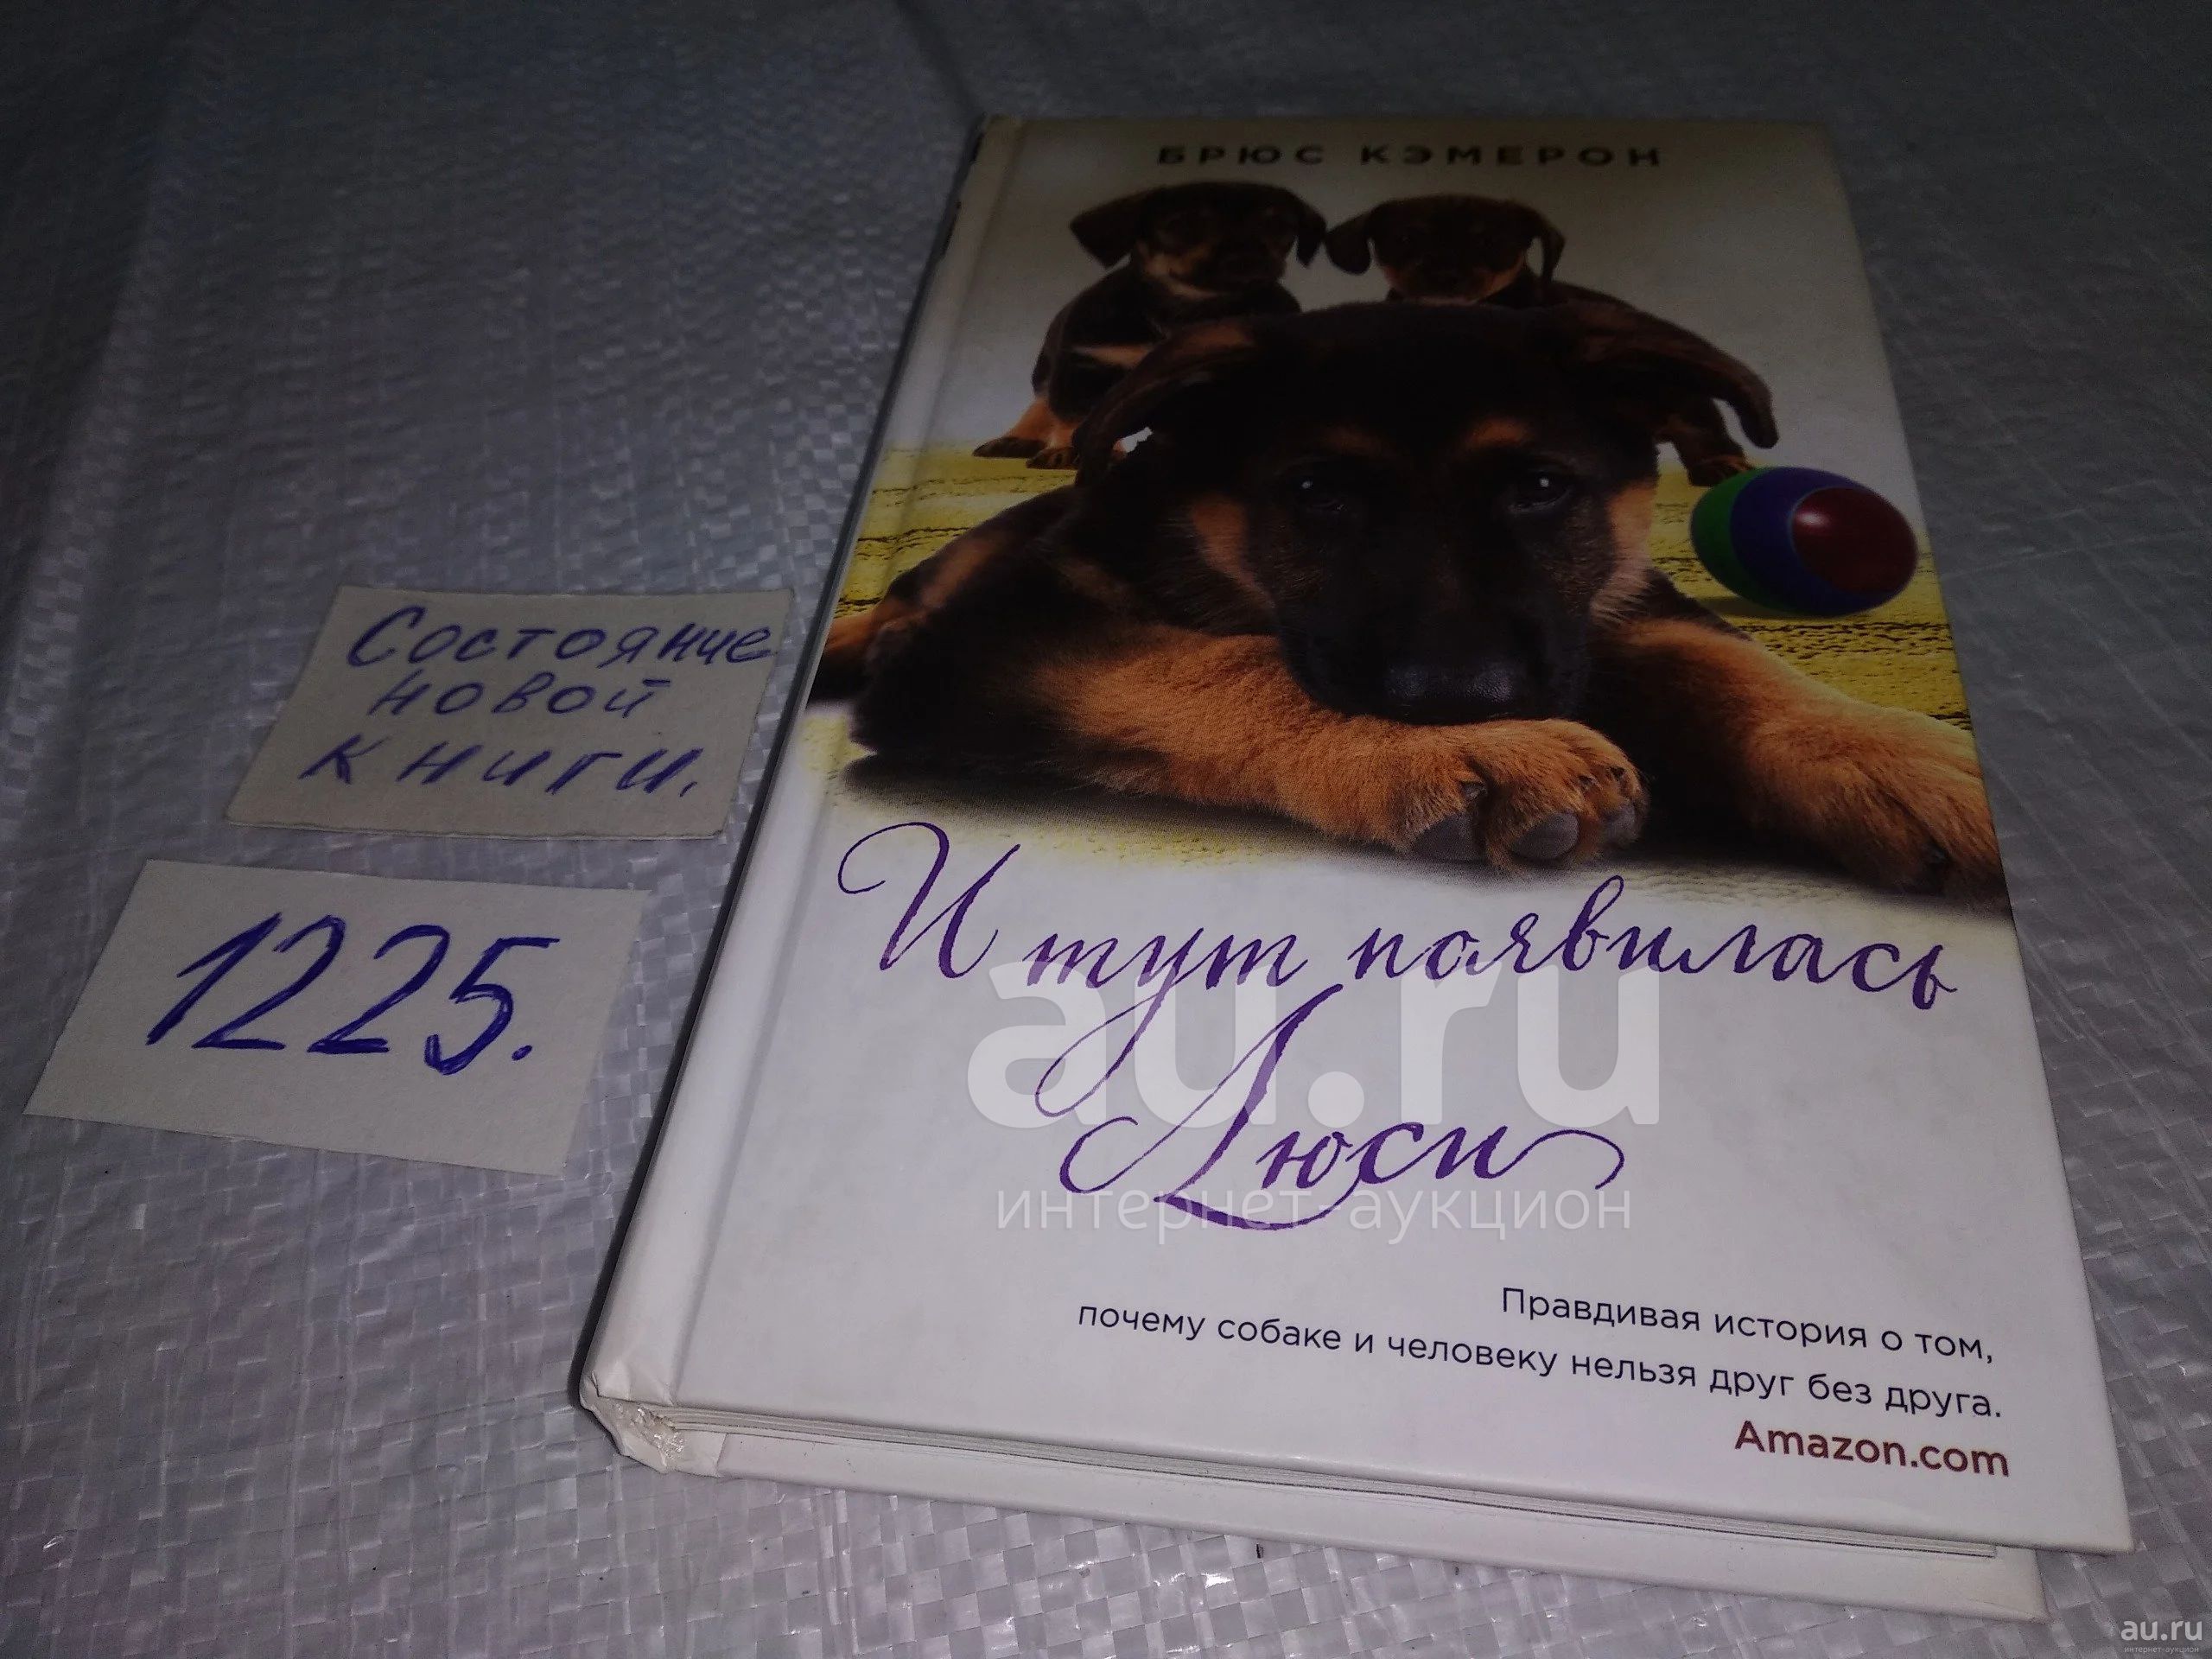 БРЮС КЭМЕРОН
Состояние
новой
книги.
1225.
И тут появилась
Люси
au.ru
интернет-аукцион
Правдивая история о том,
почему собаке и человеку нельзя друг без друга.
Amazon.com
au.ru
интернет-аукцион